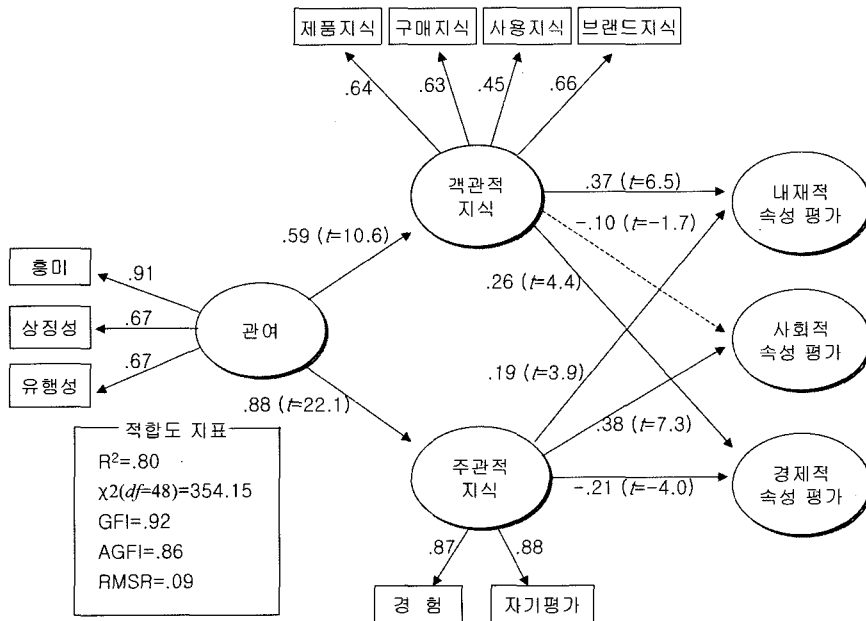 제품지식 구매지식 사용지식 브랜드지식
.64 .63 .45 .66
객관적
지식
.37 (t=6.5)
내재적
속성 평가
-.10 (t=-1.7)
.59 (t=10.6)
흥미
.91
.26 (t=4.4)
상징성
.67
관여
사회적
속성 평가
유행성
.67
.19 (t=3.9)
.88 (t=22.1)
.38 (t=7.3)
적합도 지표
R²=.80
χ2(df=48)=354.15
GFI=.92
AGFI=.86
RMSR=.09
주관적
지식
-.21 (t=-4.0)
경제적
속성 평가
.87 .88
경 험 자기평가